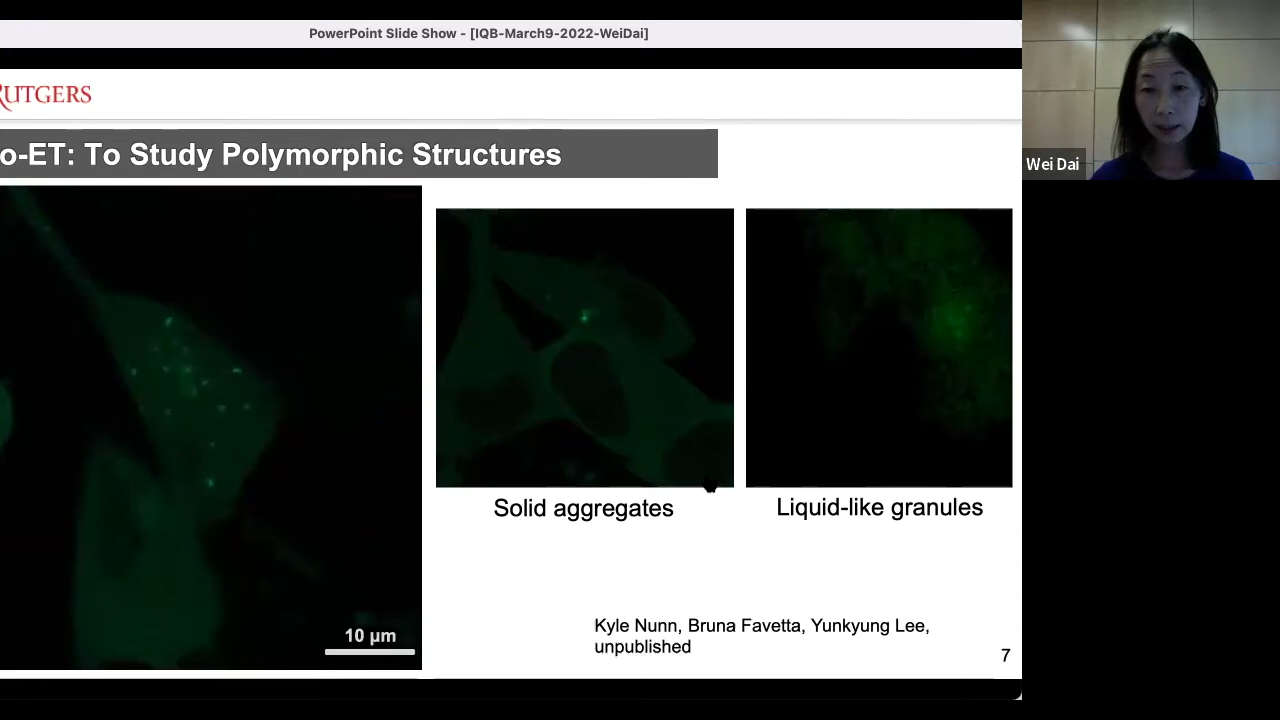 PowerPoint Slide Show - [IQB-March9-2022-WeiDai]
RUTGERS
o-ET: To Study Polymorphic Structures
Wei Dai
Solid aggregates
Liquid-like granules
10 µm
Kyle Nunn, Bruna Favetta, Yunkyung Lee,
unpublished
7